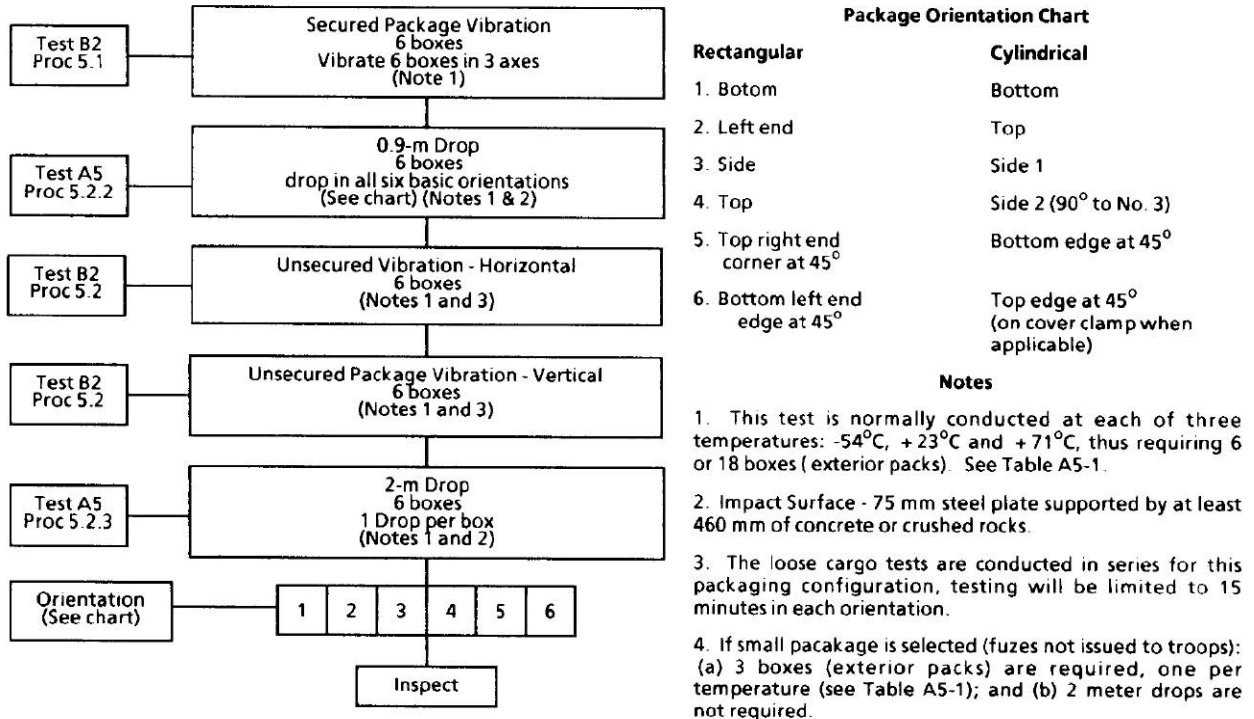 Test B2
Proc 5.1
Secured Package Vibration
6 boxes
Vibrate 6 boxes in 3 axes
(Note 1)
Test A5
Proc 5.2.2
0.9-m Drop
6 boxes
drop in all six basic orientations
(See chart) (Notes 1 & 2)
Test B2
Proc 5.2
Unsecured Vibration - Horizontal
6 boxes
(Notes 1 and 3)
Test B2
Proc 5.2
Unsecured Package Vibration - Vertical
6 boxes
(Notes 1 and 3)
Test A5
Proc 5.2.3
2-m Drop
6 boxes
1 Drop per box
(Notes 1 and 2)
Orientation
(See chart)
1 2 3 4 5 6
Inspect
Package Orientation Chart
Rectangular Cylindrical
1. Botom Bottom
2. Left end Top
3. Side Side 1
4. Top Side 2 (90° to No. 3)
5. Top right end Bottom edge at 45°
corner at 45°
6. Bottom left end Top edge at 45°
edge at 45° (on cover clamp when
applicable)
Notes
1. This test is normally conducted at each of three
temperatures: -54°C, +23°C and +71°C, thus requiring 6
or 18 boxes (exterior packs). See Table A5-1.
2. Impact Surface - 75 mm steel plate supported by at least
460 mm of concrete or crushed rocks.
3. The loose cargo tests are conducted in series for this
packaging configuration, testing will be limited to 15
minutes in each orientation.
4. If small pacakage is selected (fuzes not issued to troops):
(a) 3 boxes (exterior packs) are required, one per
temperature (see Table A5-1); and (b) 2 meter drops are
not required.